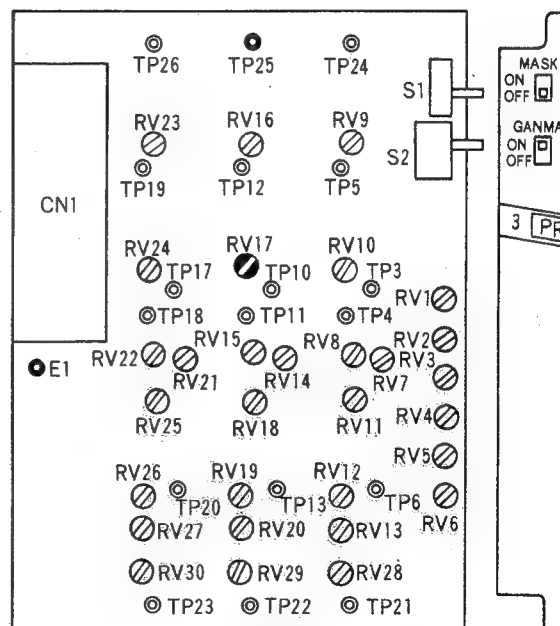 TP26 TP25 TP24
MASK
S1
ON
OFF
RV23 RV16 RV9
GANMA
S2
ON
OFF
TP19 TP12 TP5
CN1
3 PR
RV24 RV17 RV10
TP17 TP10 TP3
RV1
TP18 TP11 TP4
RV15 RV8 RV2
RV22 RV3
E1
RV21 RV14 RV7
RV25 RV18 RV11 RV4
RV5
RV26 RV19 RV12
TP20 TP13 TP6
RV6
RV27 RV20 RV13
RV30 RV29 RV28
TP23 TP22 TP21